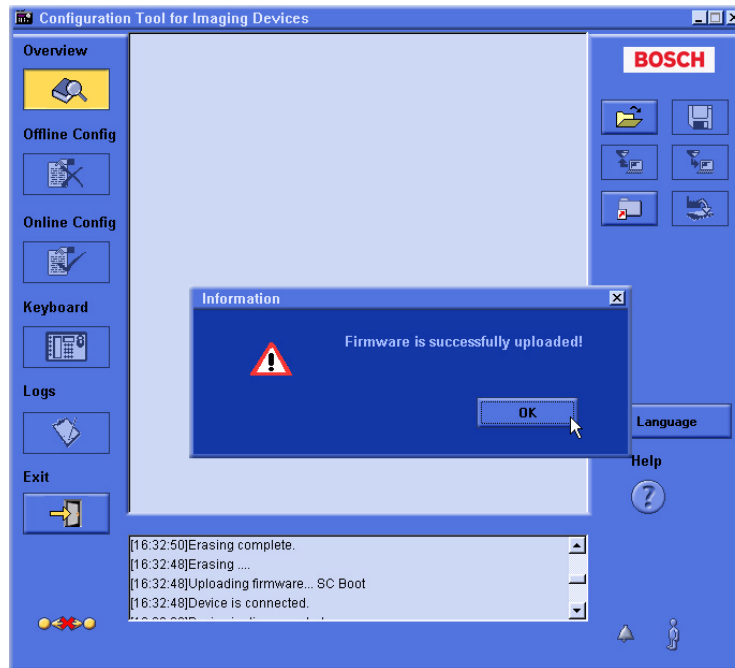 Configuration Tool for Imaging Devices
Overview
BOSCH
Offline Config
Online Config
Information
Keyboard
Firmware is successfully uploaded!
Logs
OK
Language
Help
Exit
?
[16:32:50]Erasing complete.
[16:32:48]Erasing ....
[16:32:48]Uploading firmware... SC Boot
[16:32:48]Device is connected.